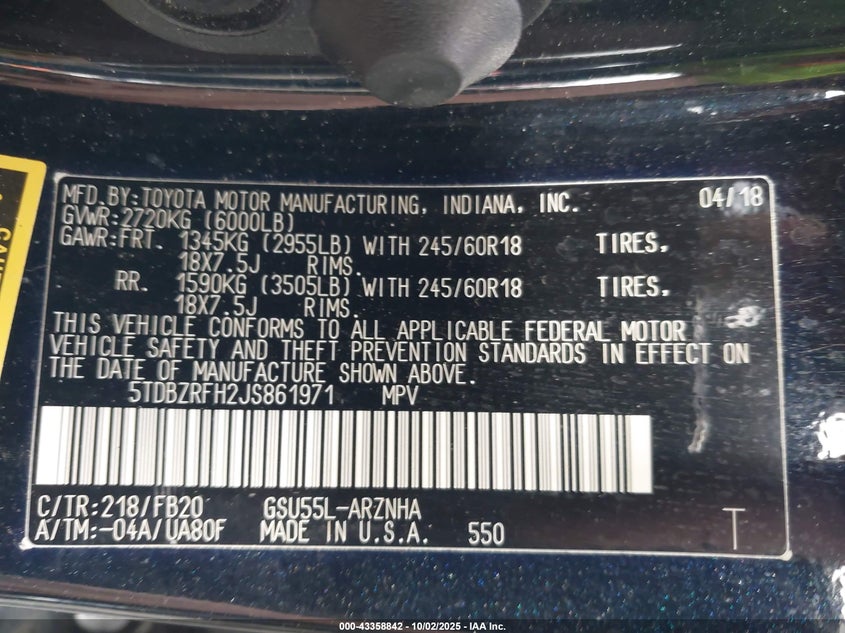 MFD.BY:TOYOTA MOTOR MANUFACTURING, INDIANA, INC. 04/18
GVWR:2720KG (6000LB)
GAWR:FRT. 1345KG (2955LB) WITH 245/60R18 TIRES,
18X7.5J RIMS.
RR. 1590KG (3505LB) WITH 245/60R18 TIRES,
18X7.5J RIMS.
THIS VEHICLE CONFORMS TO ALL APPLICABLE FEDERAL MOTOR
VEHICLE SAFETY AND THEFT PREVENTION STANDARDS IN EFFECT ON
THE DATE OF MANUFACTURE SHOWN ABOVE.
5TDBZRFH2JS861971 MPV
C/TR:218/FB20 GSU55L-ARZNHA
A/TM:-04A/UA80F MADE IN U.S.A. 550 T
000-43358842 - 10/02/2025 - IAA Inc.